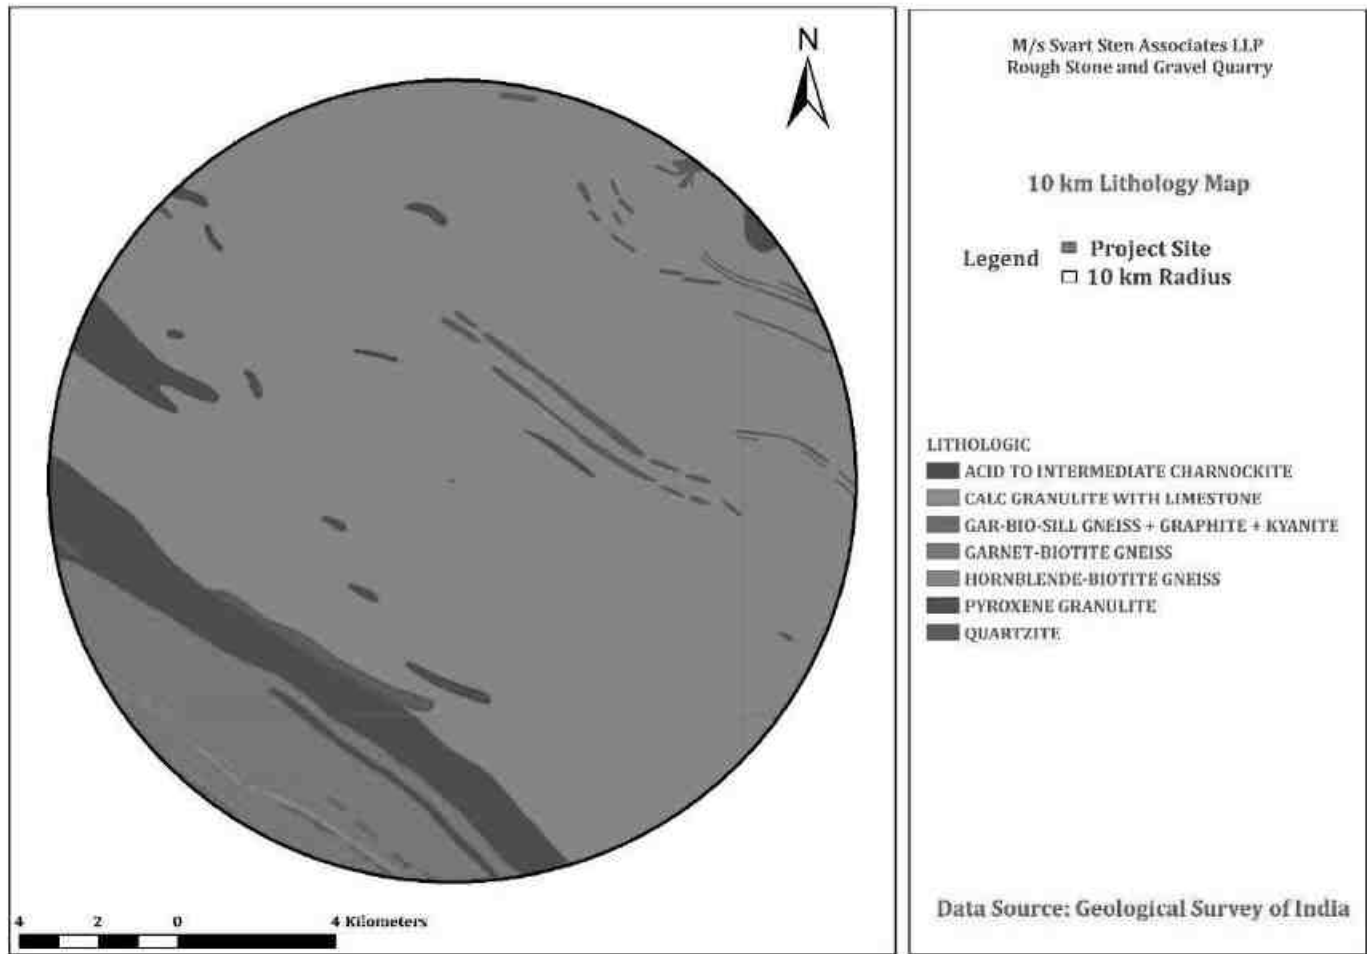 N
4 2 0 4 Kilometers
M/s Svart Sten Associates LLP
Rough Stone and Gravel Quarry
10 km Lithology Map
Legend
Project Site
10 km Radius
LITHOLOGIC
ACID TO INTERMEDIATE CHARNOCKITE
CALC GRANULITE WITH LIMESTONE
GAR-BIO-SILL GNEISS + GRAPHITE + KYANITE
GARNET-BIOTITE GNEISS
HORNBLENDE-BIOTITE GNEISS
PYROXENE GRANULITE
QUARTZITE
Data Source: Geological Survey of India